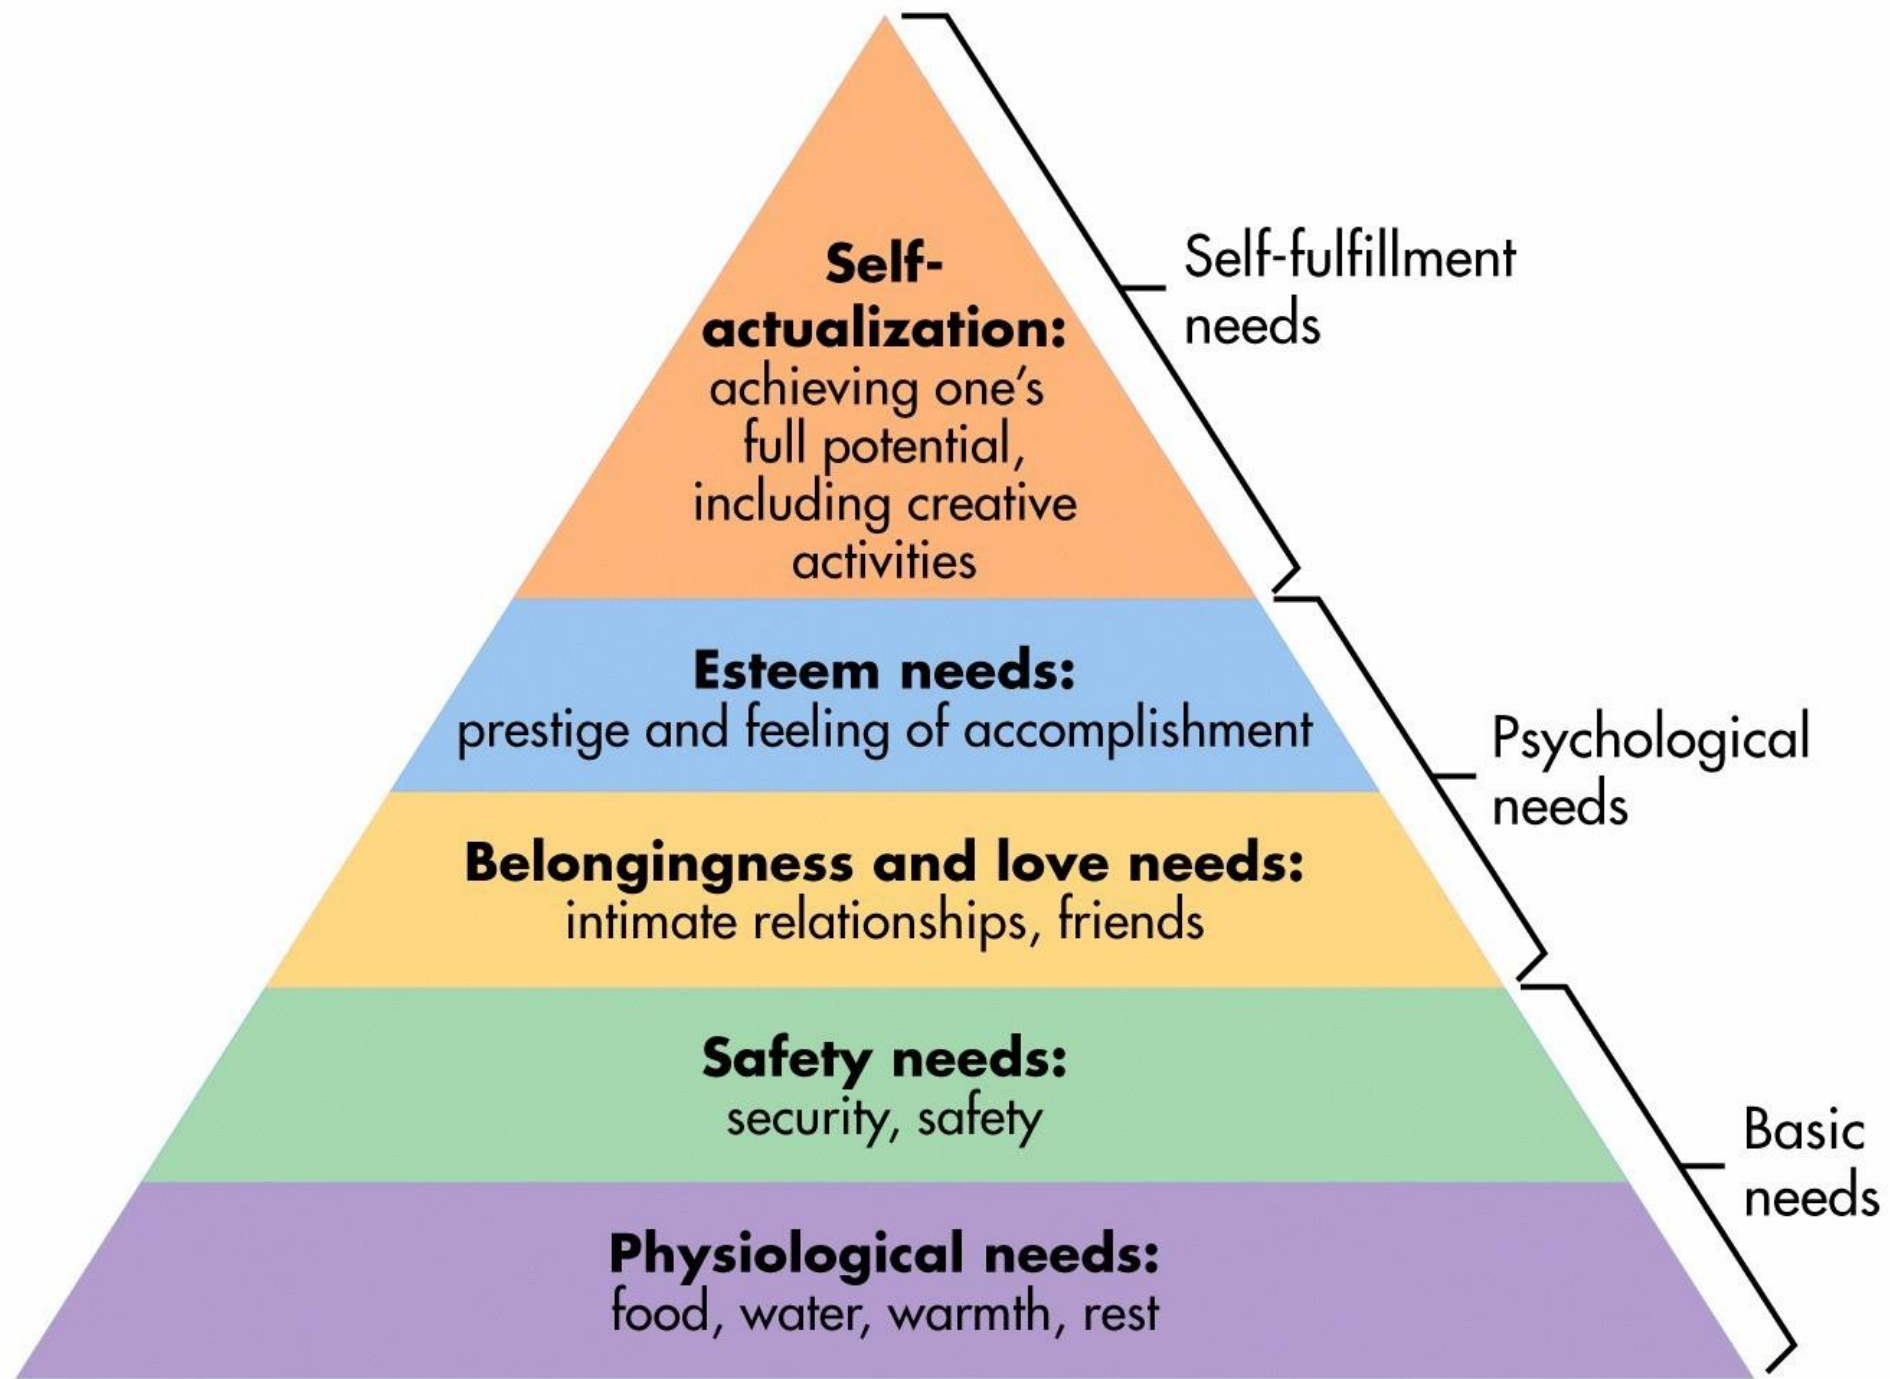 Self-
actualization:
achieving one’s
full potential,
including creative
activities
Self-fulfillment
needs
Esteem needs:
prestige and feeling of accomplishment
Psychological
needs
Belongingness and love needs:
intimate relationships, friends
Safety needs:
security, safety
Basic
needs
Physiological needs:
food, water, warmth, rest